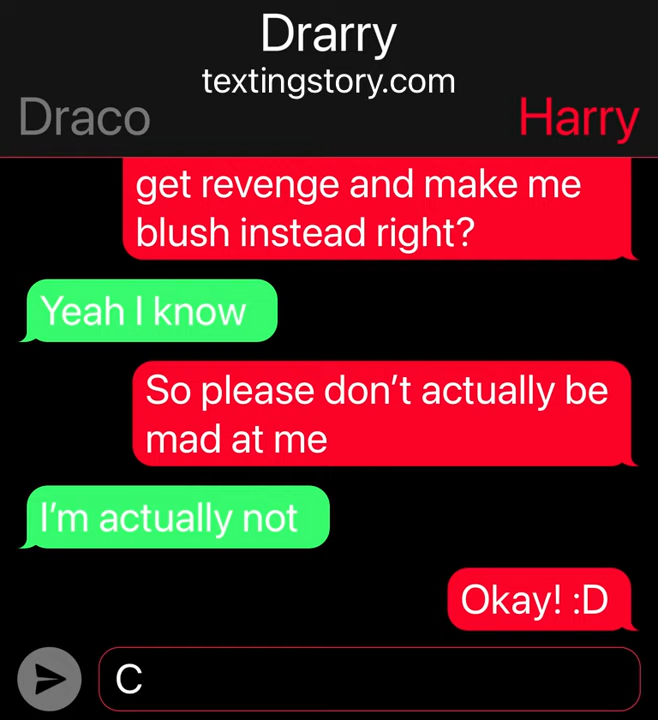 Drarry
textingstory.com
Draco
Harry
get revenge and make me
blush instead right?
Yeah I know
So please don’t actually be
mad at me
I’m actually not
Okay! :D
C